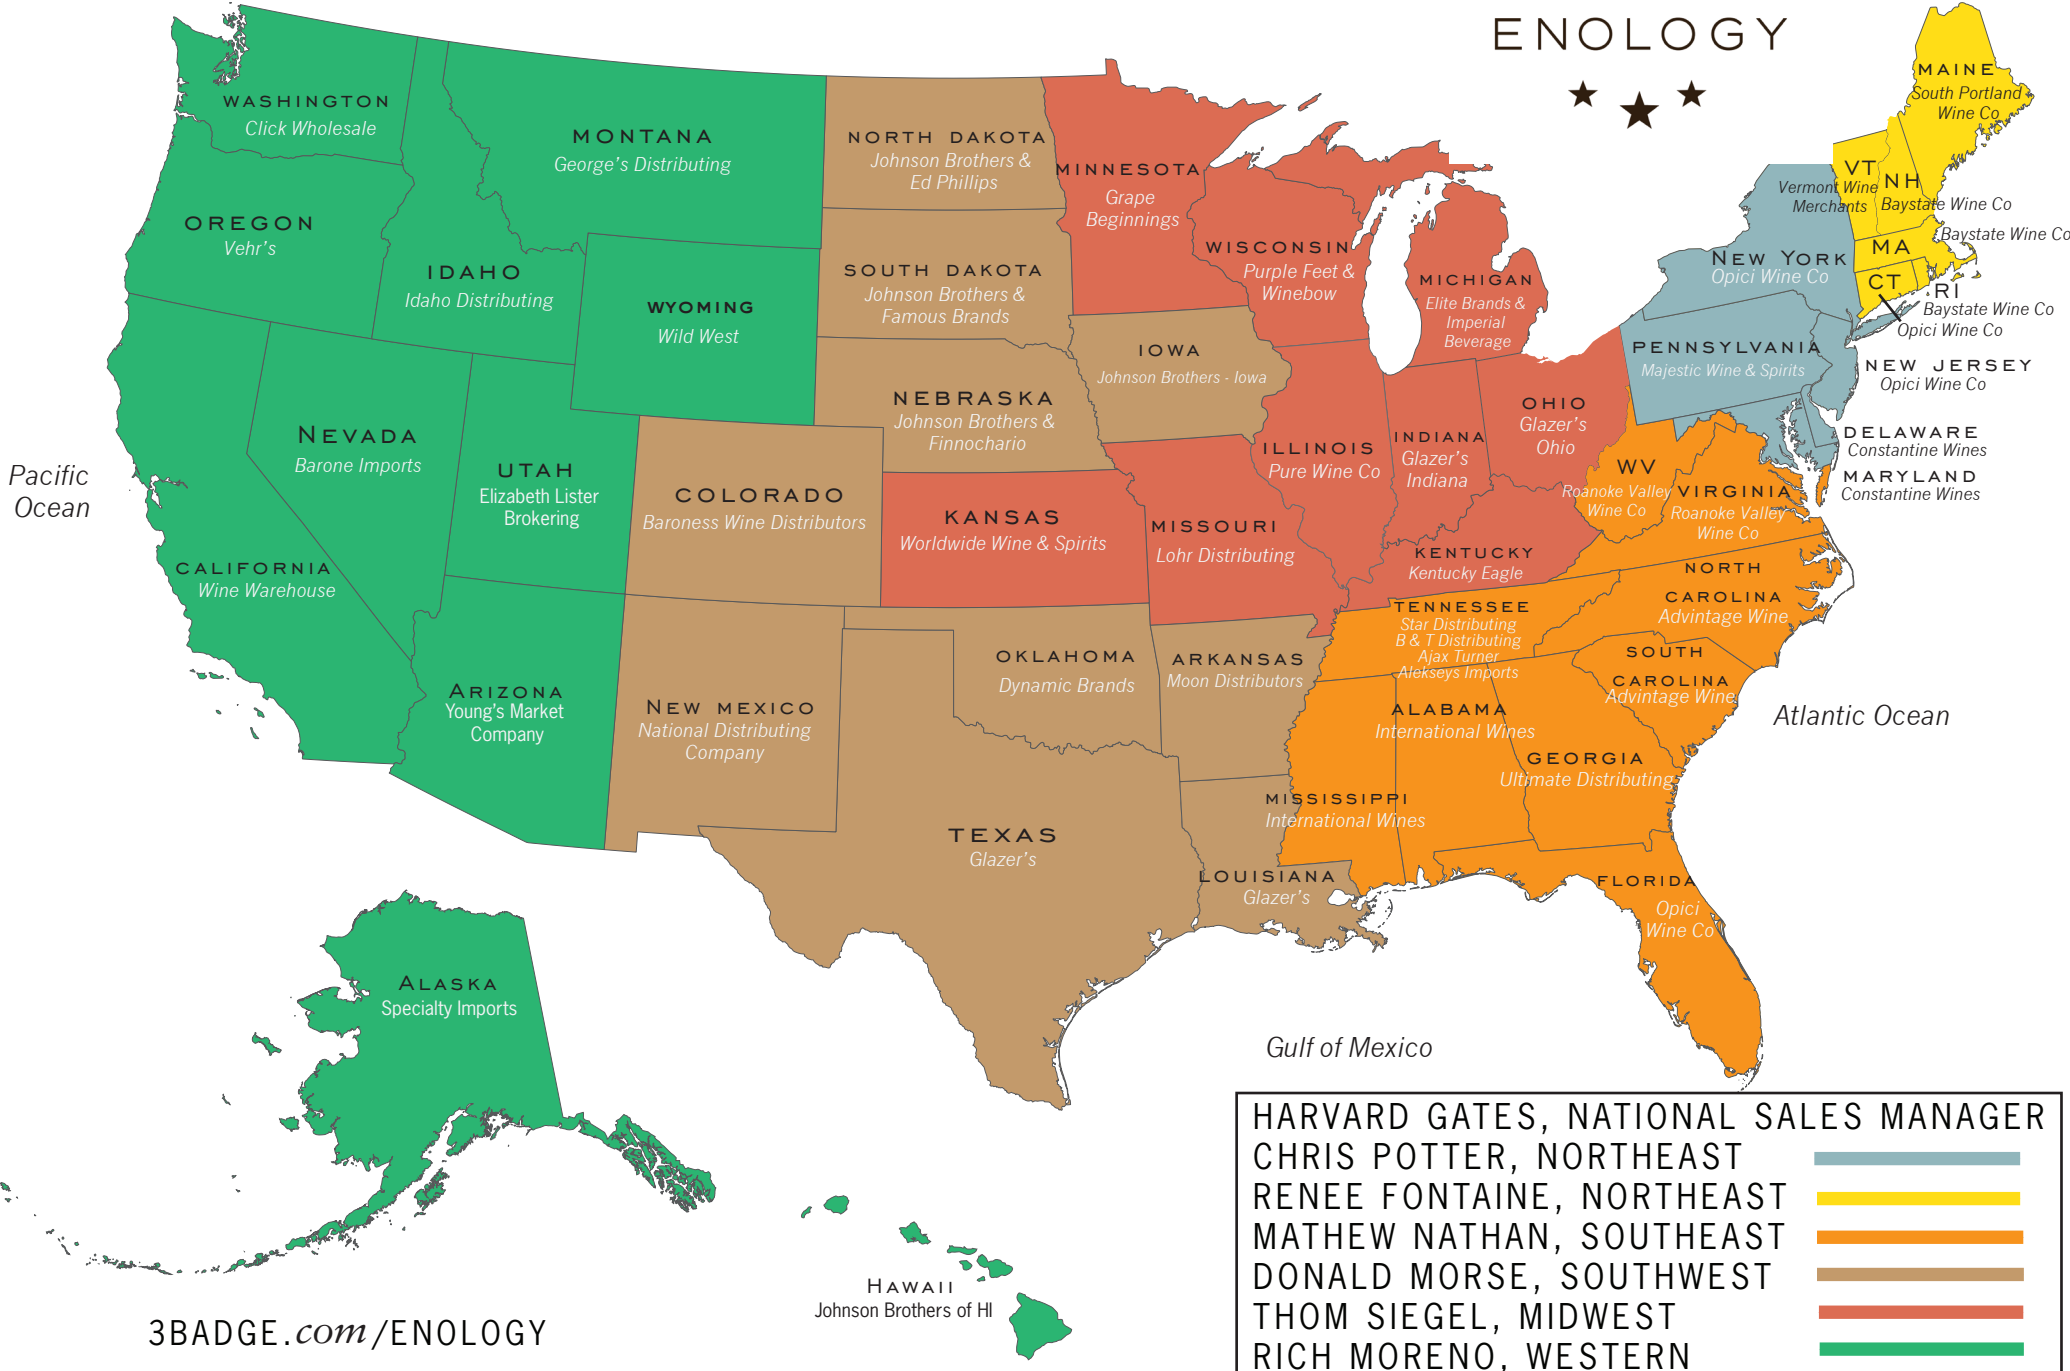 ENOLOGY
MAINE
South Portland
Wine Co
WASHINGTON
Click Wholesale
MONTANA
George's Distributing
NORTH DAKOTA
Johnson Brothers &
Ed Phillips
MINNESOTA
Grape
Beginnings
VT
Vermont Wine
Merchants
NH
Baystate Wine Co
Baystate Wine Co
MA
CT
RI
Baystate Wine Co
Opici Wine Co
OREGON
Vehr's
IDAHO
Idaho Distributing
WYOMING
Wild West
SOUTH DAKOTA
Johnson Brothers &
Famous Brands
WISCONSIN
Purple Feet &
Winebow
MICHIGAN
Elite Brands &
Imperial
Beverage
NEW YORK
Opici Wine Co
IOWA
Johnson Brothers - Iowa
PENNSYLVANIA
Majestic Wine & Spirits
NEW JERSEY
Opici Wine Co
NEBRASKA
Johnson Brothers &
Finnochario
OHIO
Glazer's
Ohio
DELAWARE
Constantine Wines
MARYLAND
Constantine Wines
Pacific
Ocean
NEVADA
Barone Imports
UTAH
Elizabeth Lister
Brokering
COLORADO
Baroness Wine Distributors
KANSAS
Worldwide Wine & Spirits
MISSOURI
Lohr Distributing
ILLINOIS
Pure Wine Co
INDIANA
Glazer's
Indiana
WV
Roanoke Valley
Wine Co
VIRGINIA
Roanoke Valley
Wine Co
KENTUCKY
Kentucky Eagle
CALIFORNIA
Wine Warehouse
NORTH
CAROLINA
Advintage Wine
TENNESSEE
Star Distributing
B & T Distributing
Ajax Turner
Alekseys Imports
SOUTH
CAROLINA
Advintage Wine
ARIZONA
Young's Market
Company
NEW MEXICO
National Distributing
Company
OKLAHOMA
Dynamic Brands
ARKANSAS
Moon Distributors
ALABAMA
International Wines
GEORGIA
Ultimate Distributing
Atlantic Ocean
MISSISSIPPI
International Wines
TEXAS
Glazer's
LOUISIANA
Glazer's
FLORIDA
Opici
Wine Co
ALASKA
Specialty Imports
Gulf of Mexico
HAWAII
Johnson Brothers of HI
3BADGE.com/ENOLOGY
HARVARD GATES, NATIONAL SALES MANAGER
CHRIS POTTER, NORTHEAST
RENEE FONTAINE, NORTHEAST
MATHEW NATHAN, SOUTHEAST
DONALD MORSE, SOUTHWEST
THOM SIEGEL, MIDWEST
RICH MORENO, WESTERN